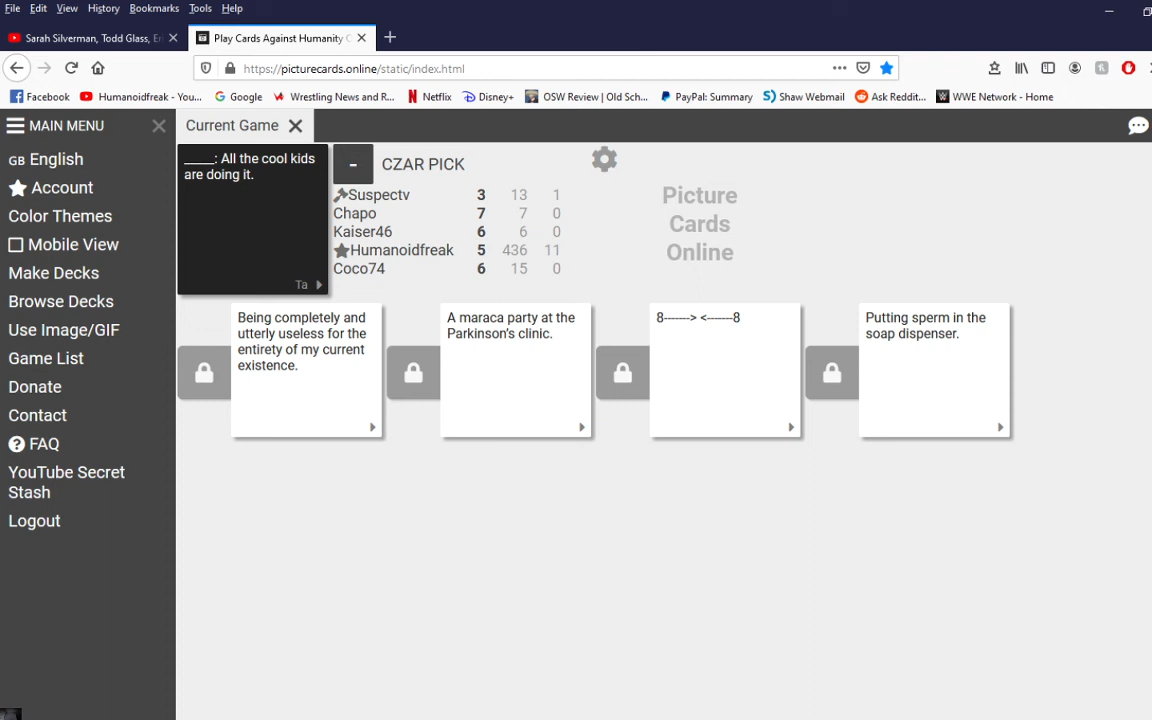 File Edit View History Bookmarks Tools Help
Sarah Silverman, Todd Glass, Eri
Play Cards Against Humanity O
https://picturecards.online/static/index.html
Facebook Humanoidfreak - You... Google Wrestling News and R... Netflix Disney+ OSW Review | Old Sch... PayPal: Summary Shaw Webmail Ask Reddit... WWE Network - Home
MAIN MENU
GB English
Account
Color Themes
Mobile View
Make Decks
Browse Decks
Use Image/GIF
Game List
Donate
Contact
FAQ
YouTube Secret
Stash
Logout
Current Game
_____: All the cool kids
are doing it.
Ta
- CZAR PICK
Suspectv 3 13 1
Chapo 7 7 0
Kaiser46 6 6 0
Humanoidfreak 5 436 11
Coco74 6 15 0
Picture
Cards
Online
Being completely and
utterly useless for the
entirety of my current
existence.
A maraca party at the
Parkinson's clinic.
8-------> <-------8
Putting sperm in the
soap dispenser.